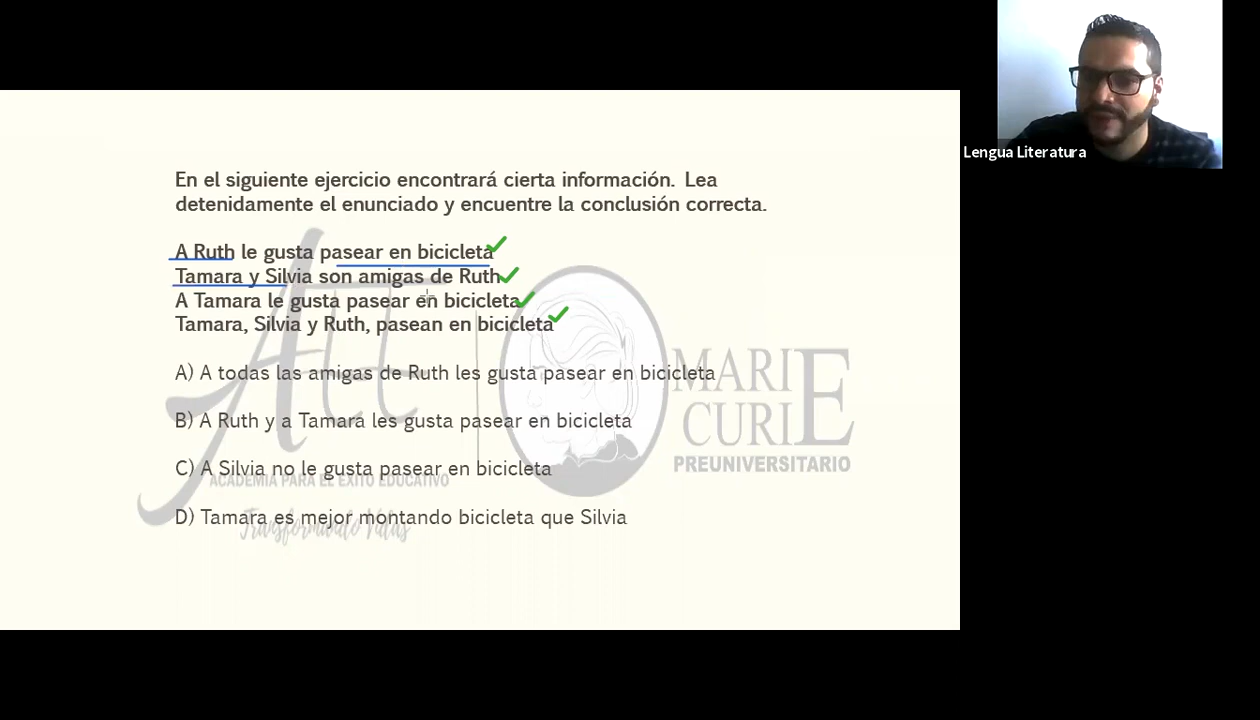 Lengua Literatura
En el siguiente ejercicio encontrará cierta información. Lea
detenidamente el enunciado y encuentre la conclusión correcta.
A Ruth le gusta pasear en bicicleta
Tamara y Silvia son amigas de Ruth
A Tamara le gusta pasear en bicicleta
Tamara, Silvia y Ruth, pasean en bicicleta
A) A todas las amigas de Ruth les gusta pasear en bicicleta
B) A Ruth y a Tamara les gusta pasear en bicicleta
C) A Silvia no le gusta pasear en bicicleta
D) Tamara es mejor montando bicicleta que Silvia
AEE
ACADEMIA PARA EL EXITO EDUCATIVO
Transformando Vidas
MARIE
CURIE
PREUNIVERSITARIO